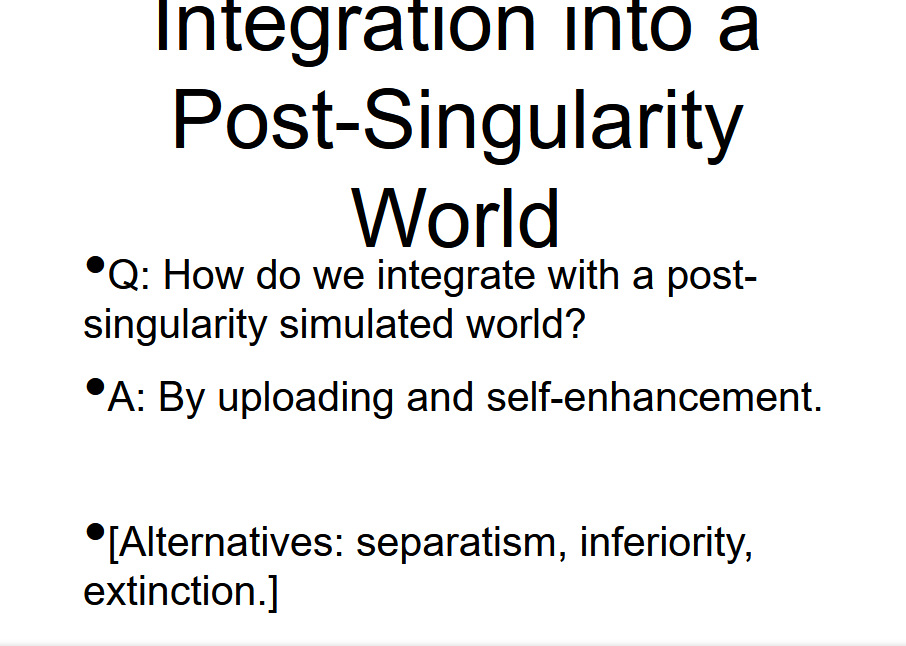 Integration into a
Post-Singularity
World
•Q: How do we integrate with a post-
singularity simulated world?
•A: By uploading and self-enhancement.
•[Alternatives: separatism, inferiority,
extinction.]